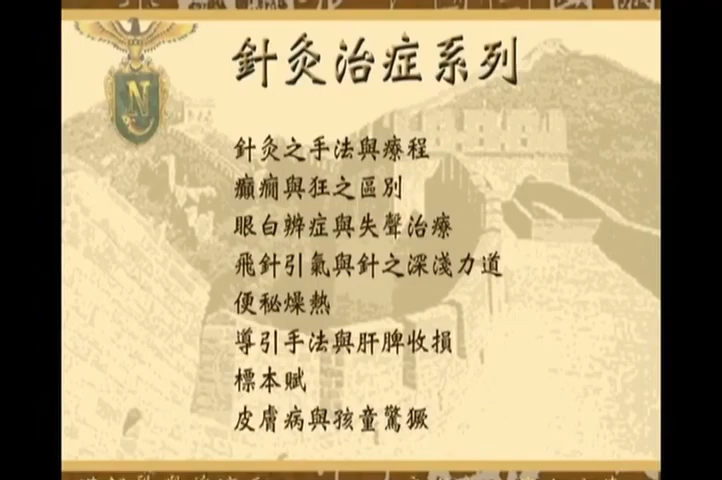 針灸治症系列
N
針灸之手法與療程
癲癇與狂之區別
眼白辨症與失聲治療
飛針引氣與針之深淺力道
便秘燥熱
導引手法與肝脾收損
標本賦
皮膚病與孩童驚獗